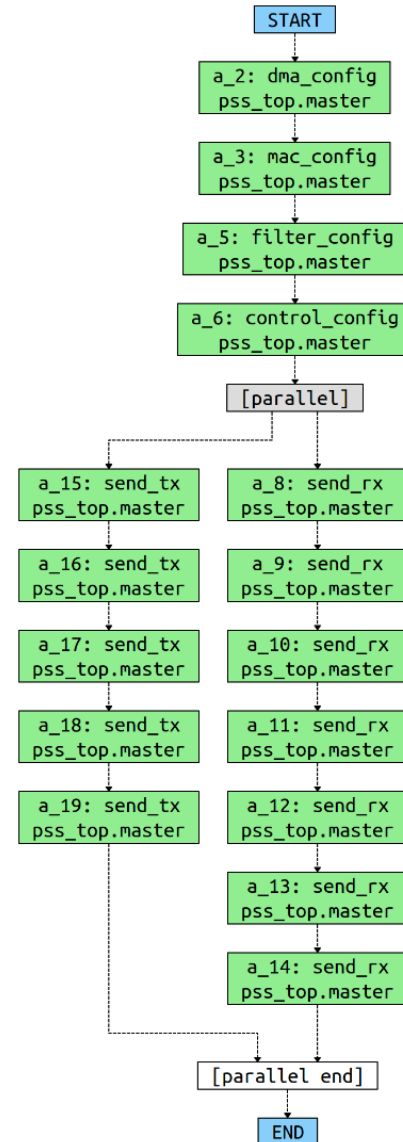 START
a_2: dma_config
pss_top.master
a_3: mac_config
pss_top.master
a_5: filter_config
pss_top.master
a_6: control_config
pss_top.master
[parallel]
a_15: send_tx
pss_top.master
a_16: send_tx
pss_top.master
a_17: send_tx
pss_top.master
a_18: send_tx
pss_top.master
a_19: send_tx
pss_top.master
a_8: send_rx
pss_top.master
a_9: send_rx
pss_top.master
a_10: send_rx
pss_top.master
a_11: send_rx
pss_top.master
a_12: send_rx
pss_top.master
a_13: send_rx
pss_top.master
a_14: send_rx
pss_top.master
[parallel end]
END